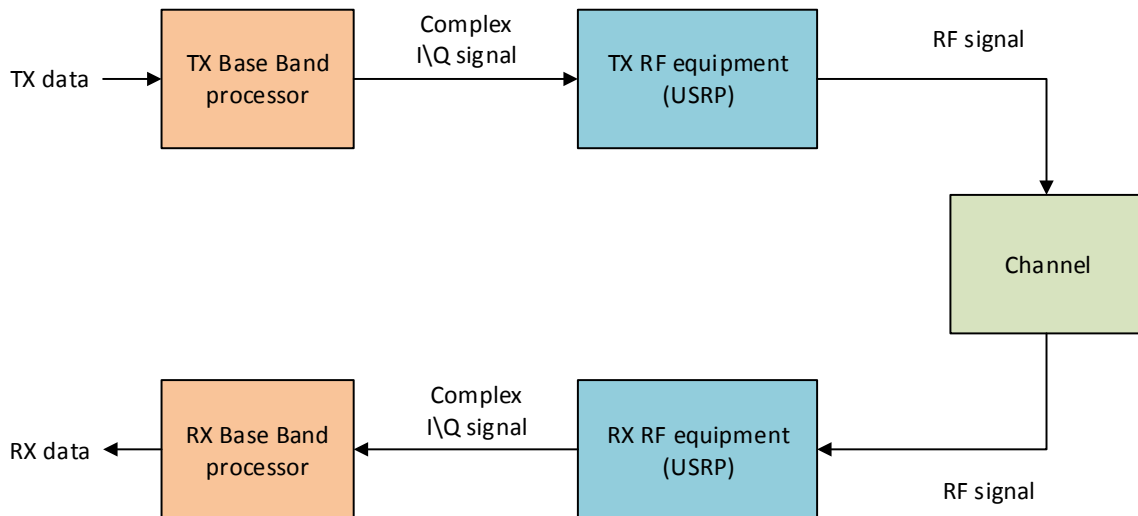 TX data
TX Base Band
processor
Complex
I\Q signal
TX RF equipment
(USRP)
RF signal
Channel
RX data
RX Base Band
processor
Complex
I\Q signal
RX RF equipment
(USRP)
RF signal